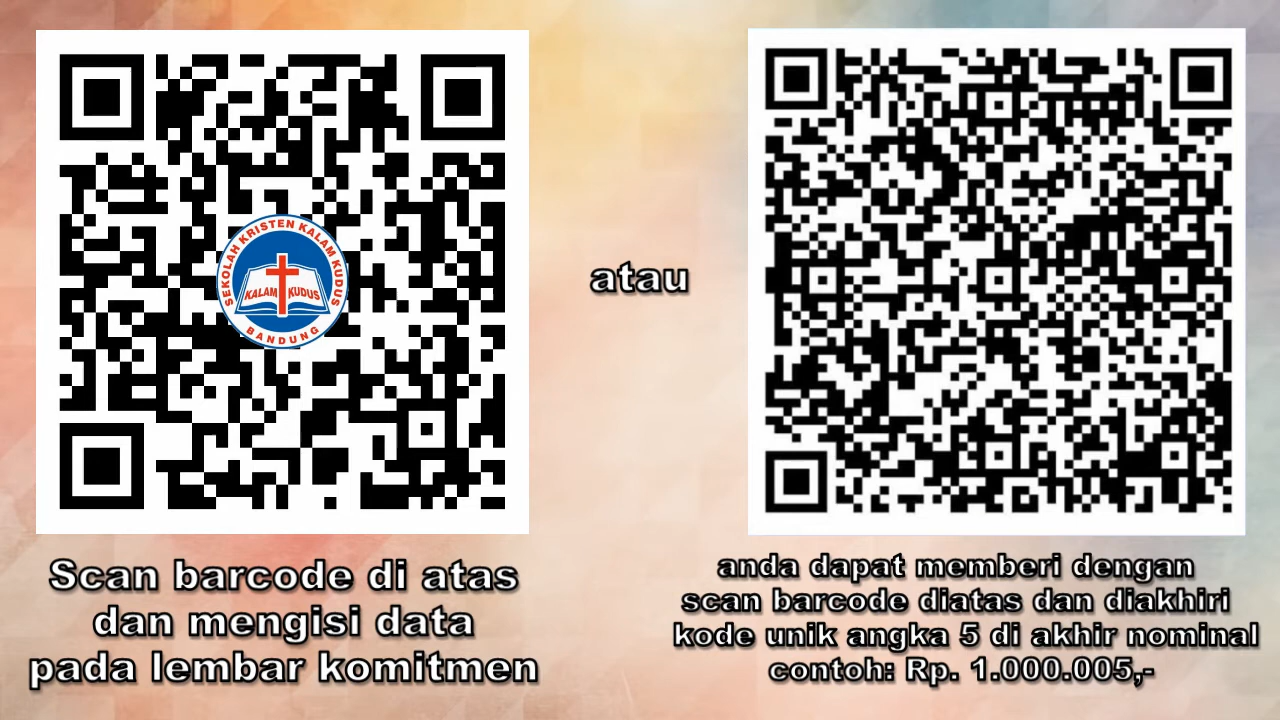 SEKOLAH KRISTEN KALAM KUDUS
KALAM KUDUS
BANDUNG
Scan barcode di atas
dan mengisi data
pada lembar komitmen
atau
anda dapat memberi dengan
scan barcode diatas dan diakhiri
kode unik angka 5 di akhir nominal
contoh: Rp. 1.000.005,-